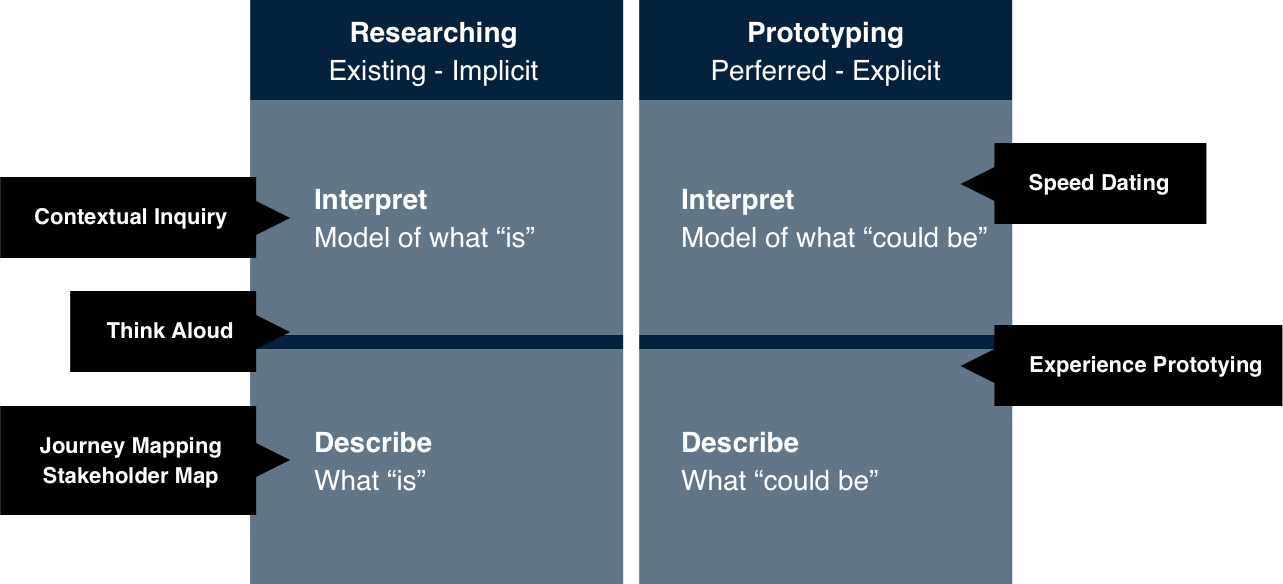 Researching
Existing - Implicit
Prototyping
Perferred - Explicit
Contextual Inquiry
Interpret
Model of what “is”
Interpret
Model of what “could be”
Speed Dating
Think Aloud
Experience Prototying
Journey Mapping
Stakeholder Map
Describe
What “is”
Describe
What “could be”